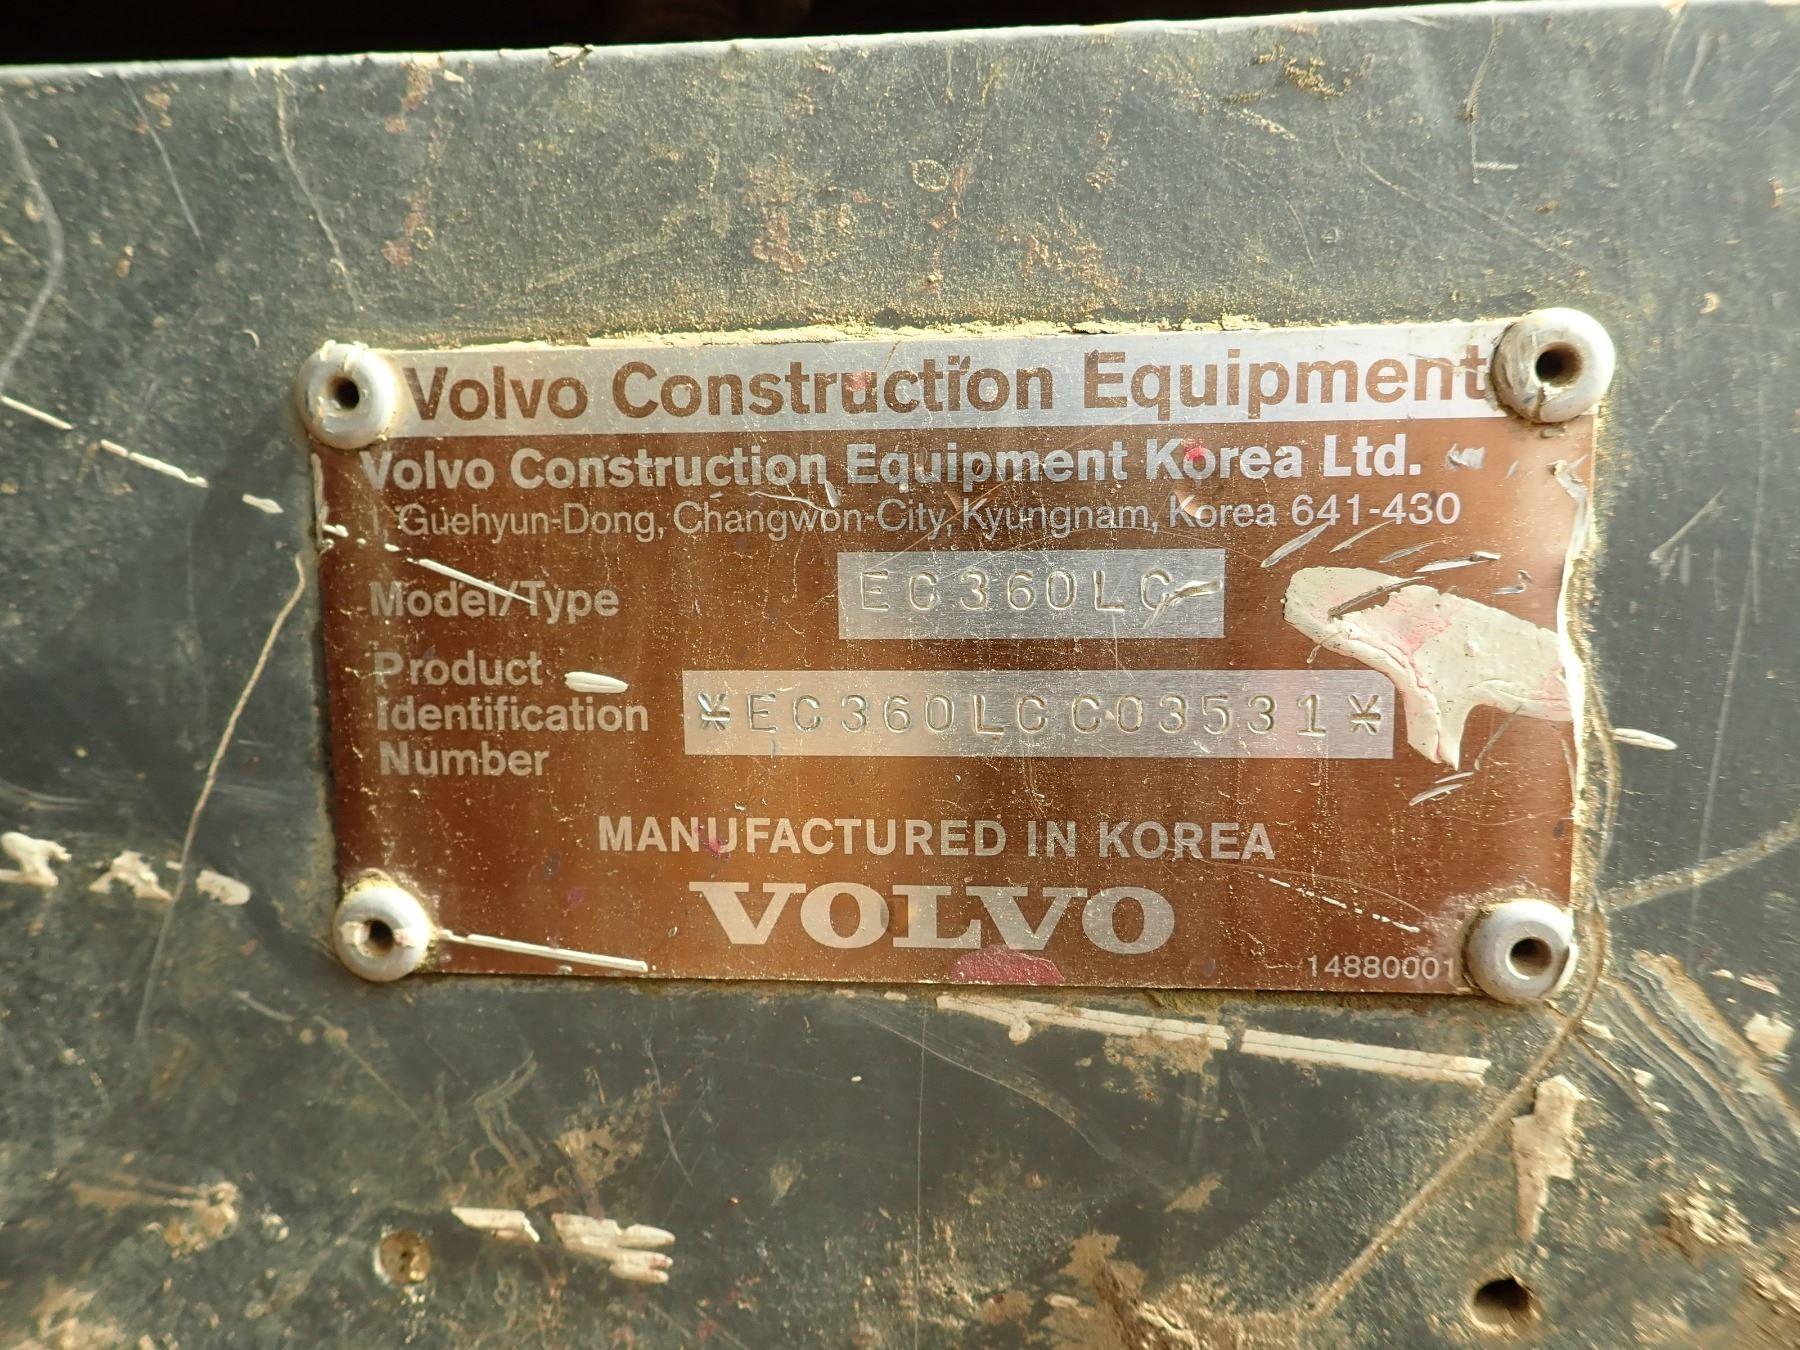 Volvo Construction Equipment
Volvo Construction Equipment Korea Ltd.
Guehyun-Dong, Changwon-City, Kyungnam, Korea 641-430
Model/Type EC360LC
Product
Identification
Number
*EC360LCC03531*
MANUFACTURED IN KOREA
VOLVO
14880001